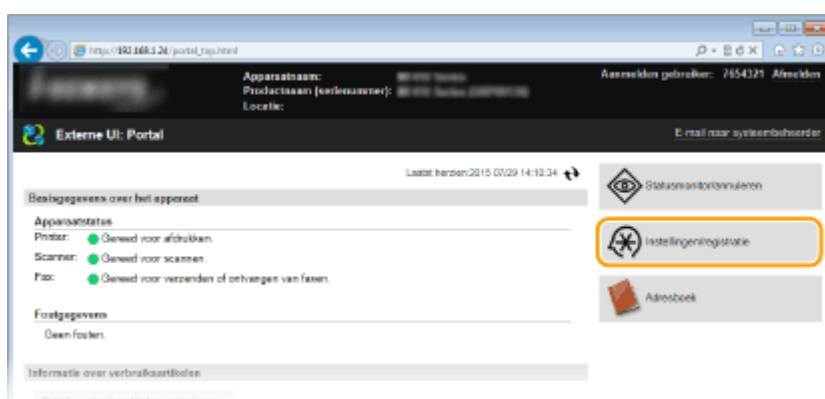 http://192.168.1.24/portal_top.html
Apparaatnaam:
Productnaam (serienummer):
Locatie:
Aanmelden gebruiker: 7654321 Afmelden
Externe UI: Portal
E-mail naar systeembeheerder
Laatst herzien:2015 07/29 14:10:34
Basisgegevens over het apparaat
Apparaatstatus
Printer: Gereed voor afdrukken.
Scanner: Gereed voor scannen.
Fax: Gereed voor verzenden of ontvangen van faxen.
Foutgegevens
Geen fouten.
Informatie over verbruiksartikelen
Statusmonitor/annuleren
Instellingen/registratie
Adresboek